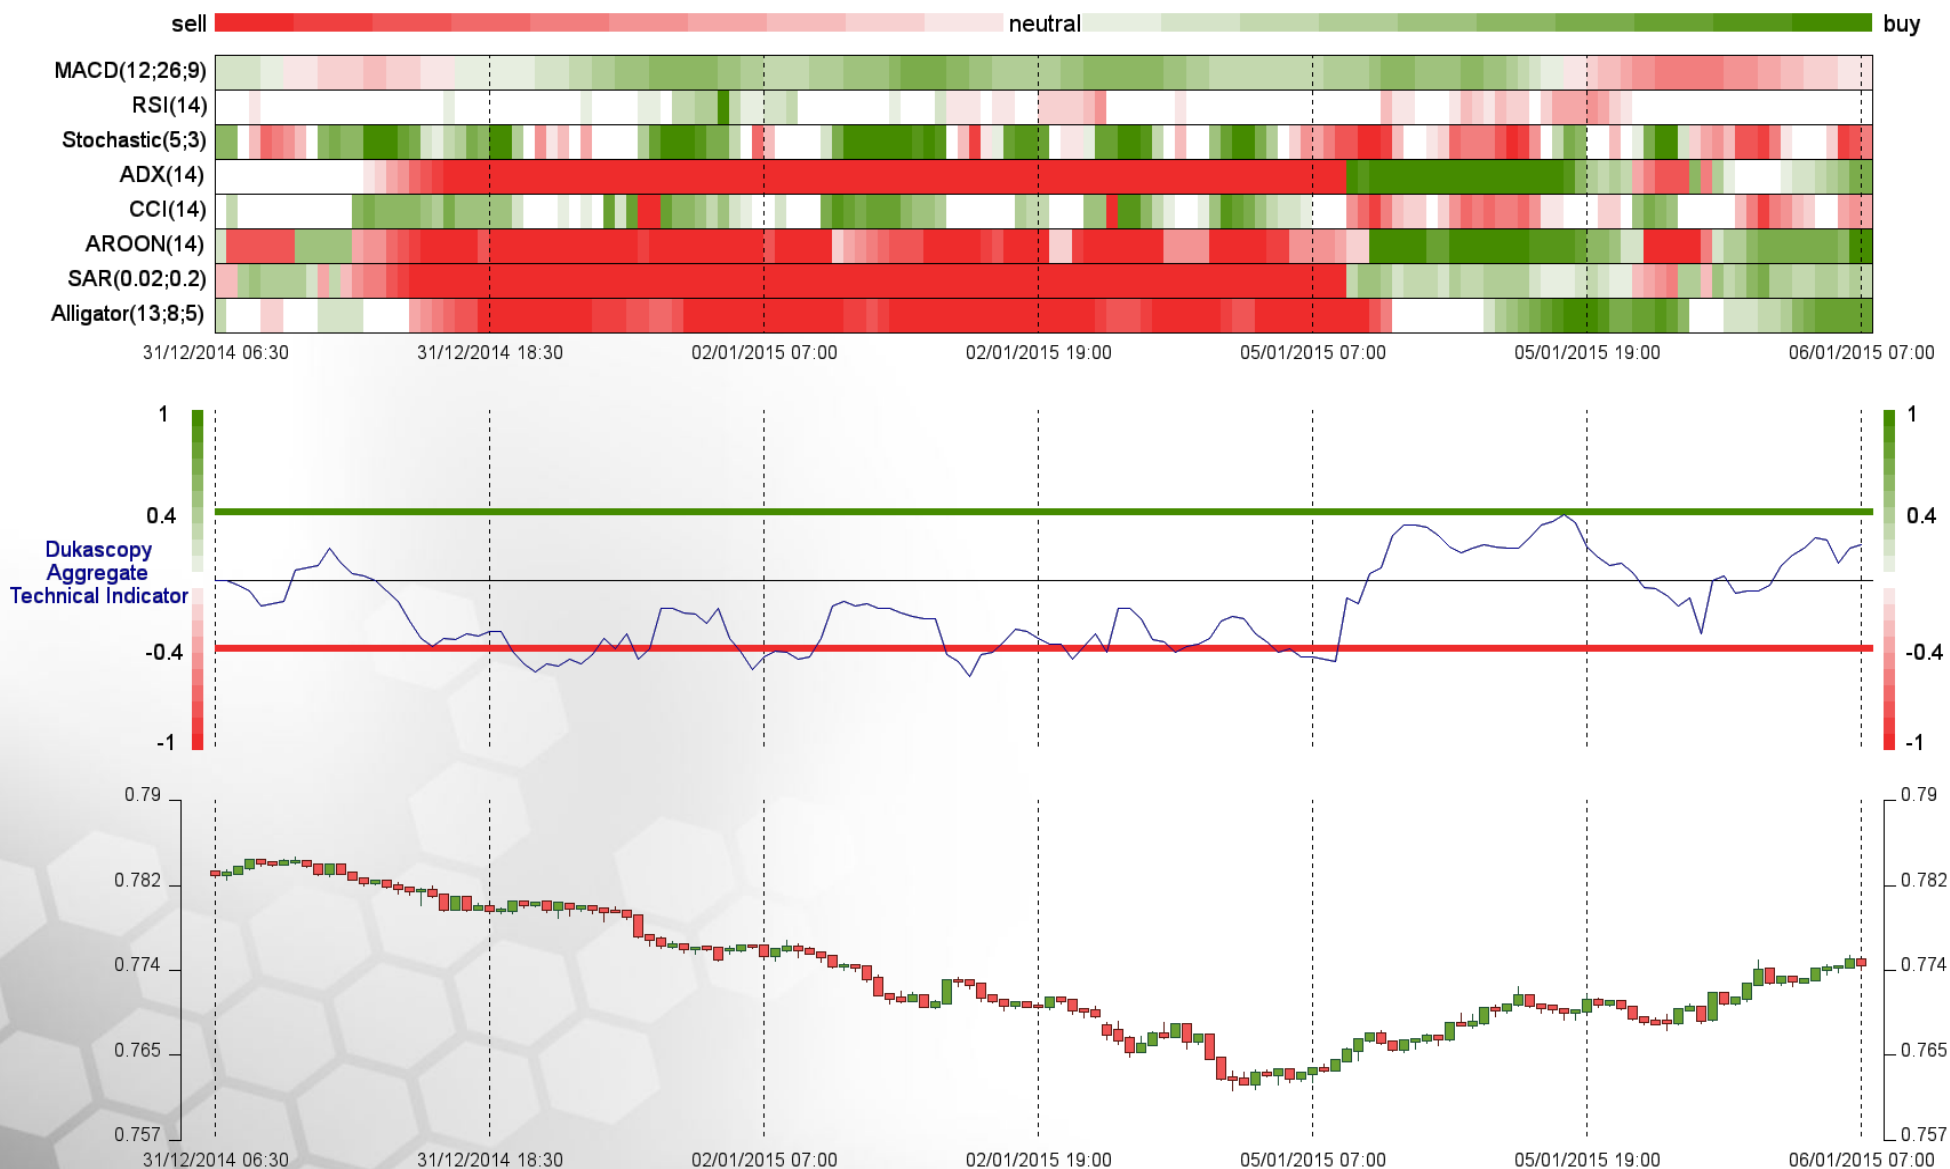 sell neutral buy
MACD(12;26;9)
RSI(14)
Stochastic(5;3)
ADX(14)
CCI(14)
AROON(14)
SAR(0.02;0.2)
Alligator(13;8;5)
31/12/2014 06:30 31/12/2014 18:30 02/01/2015 07:00 02/01/2015 19:00 05/01/2015 07:00 05/01/2015 19:00 06/01/2015 07:00
1 1
0.4 0.4
Dukascopy
Aggregate
Technical Indicator
-0.4 -0.4
-1 -1
0.79 0.79
0.782 0.782
0.774 0.774
0.765 0.765
0.757 0.757
31/12/2014 06:30 31/12/2014 18:30 02/01/2015 07:00 02/01/2015 19:00 05/01/2015 07:00 05/01/2015 19:00 06/01/2015 07:00